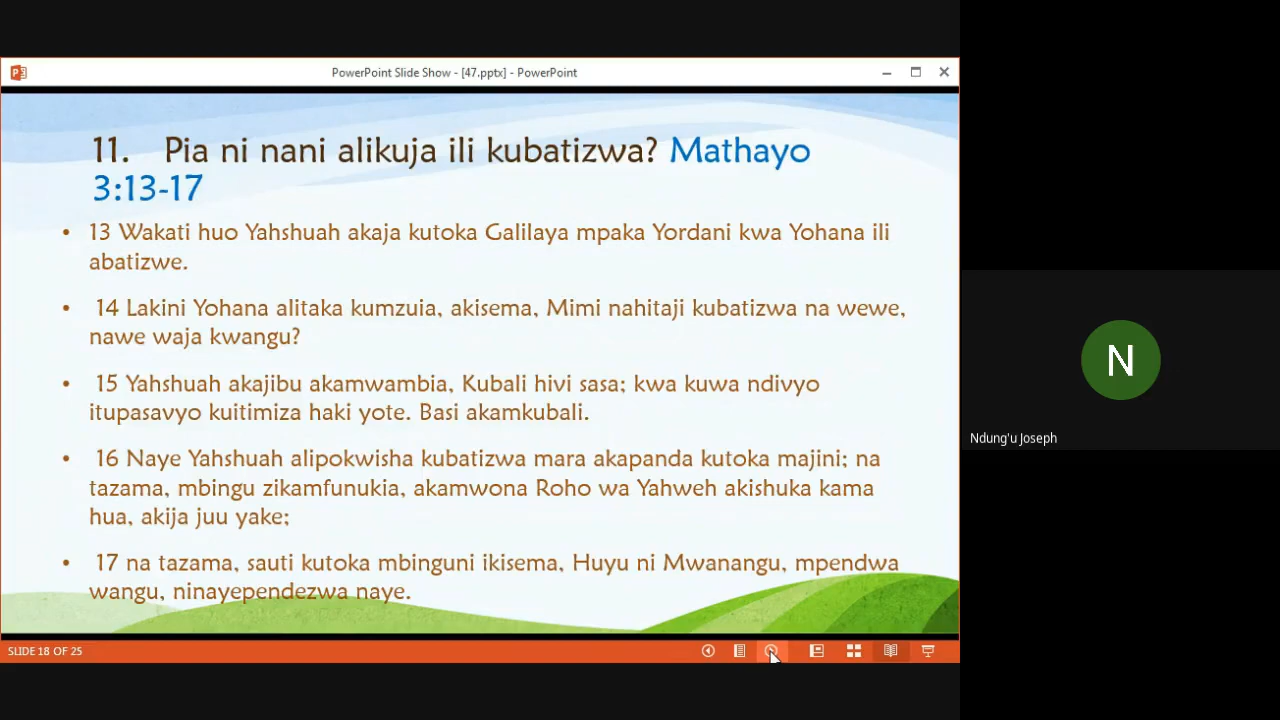 PowerPoint Slide Show - [47.pptx] - PowerPoint
11. Pia ni nani alikuja ili kubatizwa? Mathayo
3:13-17
• 13 Wakati huo Yahshuah akaja kutoka Galilaya mpaka Yordani kwa Yohana ili
abatizwe.
• 14 Lakini Yohana alitaka kumzuia, akisema, Mimi nahitaji kubatizwa na wewe,
nawe waja kwangu?
• 15 Yahshuah akajibu akamwambia, Kubali hivi sasa; kwa kuwa ndivyo
itupasavyo kuitimiza haki yote. Basi akamkubali.
• 16 Naye Yahshuah alipokwisha kubatizwa mara akapanda kutoka majini; na
tazama, mbingu zikamfunukia, akamwona Roho wa Yahweh akishuka kama
hua, akija juu yake;
• 17 na tazama, sauti kutoka mbinguni ikisema, Huyu ni Mwanangu, mpendwa
wangu, ninayependezwa naye.
SLIDE 18 OF 25
N
Ndung'u Joseph